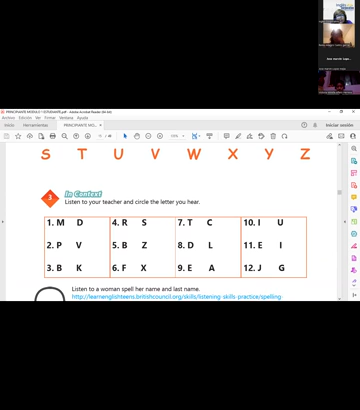 PRINCIPIANTE MODULO 1 ESTUDIANTE.pdf - Adobe Acrobat Reader (64-bit)
Archivo Edición Ver Firmar Ventana Ayuda
Inicio Herramientas PRINCIPIANTE MO... Iniciar sesión
S T U V W X Y Z
3 In Context
Listen to your teacher and circle the letter you hear.
1. M D 4. R S 7. T C 10. I U
2. P V 5. B Z 8. D L 11. E I
3. B K 6. F X 9. E A 12. J G
Listen to a woman spell her name and last name.
http://learnenglishteens.britishcouncil.org/skills/listening-skills-practice/spelling